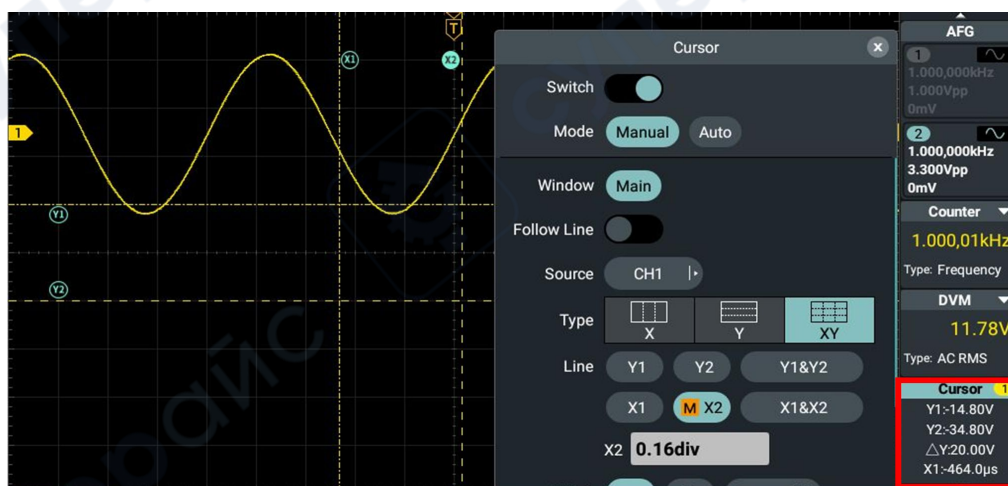 T
X1
X2
1
Y1
Y2
Cursor
Switch
Mode Manual Auto
Window Main
Follow Line
Source CH1
Type X Y XY
Line Y1 Y2 Y1&Y2
X1 M X2 X1&X2
X2 0.16div
AFG
1
1.000,000kHz
1.000Vpp
0mV
2
1.000,000kHz
3.300Vpp
0mV
Counter
1.000,01kHz
Type: Frequency
DVM
11.78V
Type: AC RMS
Cursor 1
Y1:-14.80V
Y2:-34.80V
△Y:20.00V
X1:-464.0μs